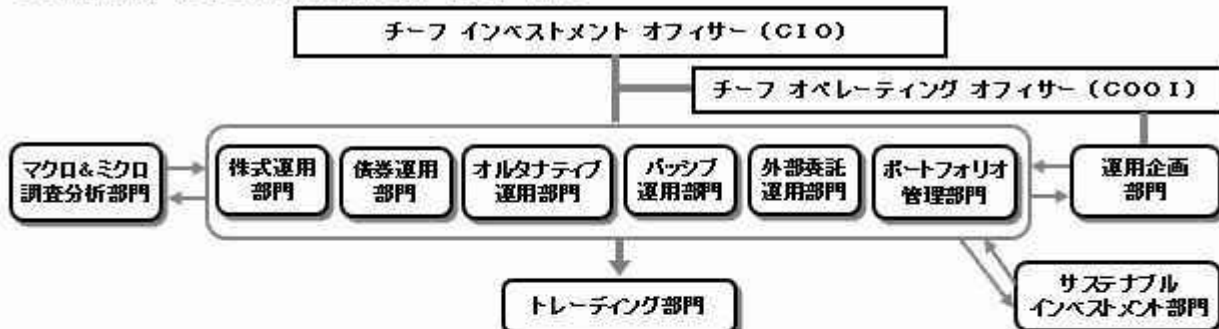 チーフ インベストメント オフィサー (CIO)
チーフ オペレーティング オフィサー (COOI)
マクロ&ミクロ
調査分析部門
株式運用
部門
債券運用
部門
オルタナティブ
運用部門
パッシブ
運用部門
外部委託
運用部門
ポートフォリオ
管理部門
運用企画
部門
トレーディング部門
サステナブル
インベストメント部門